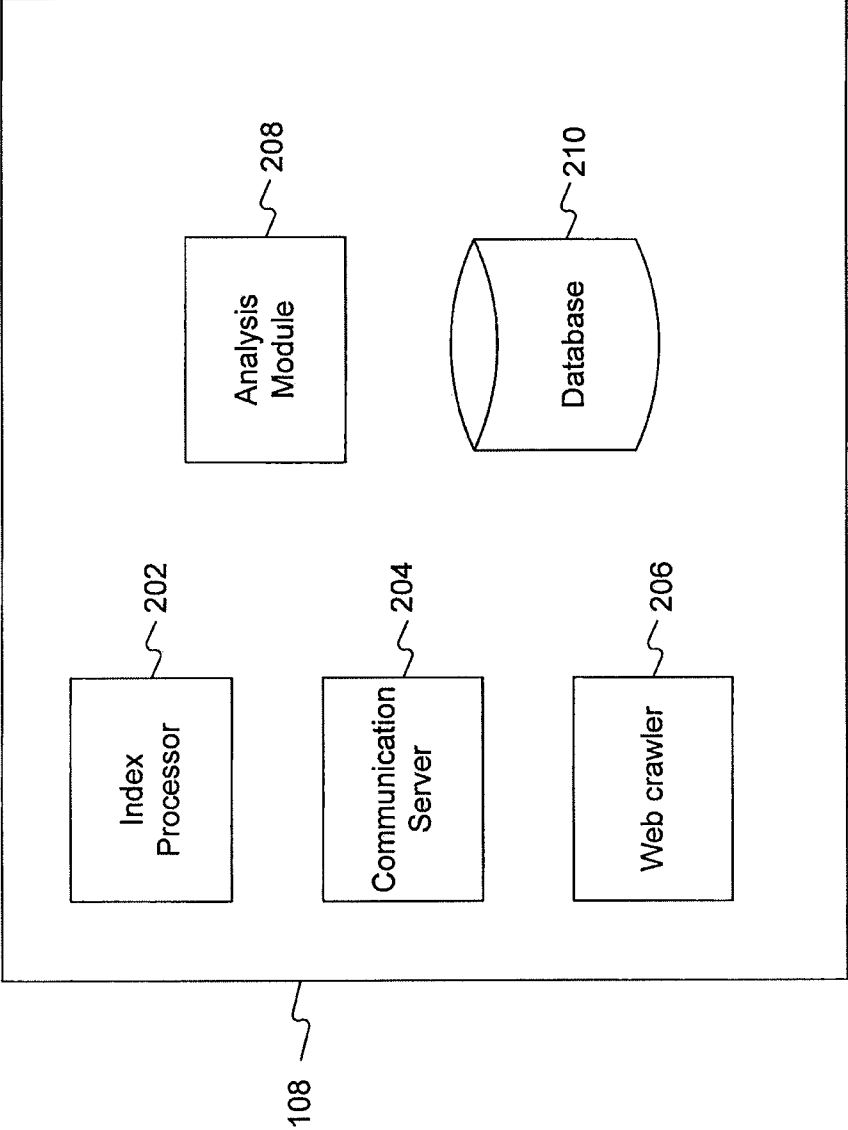 108
Index
Processor
202
Communication
Server
204
Web crawler
206
Analysis
Module
208
Database
210